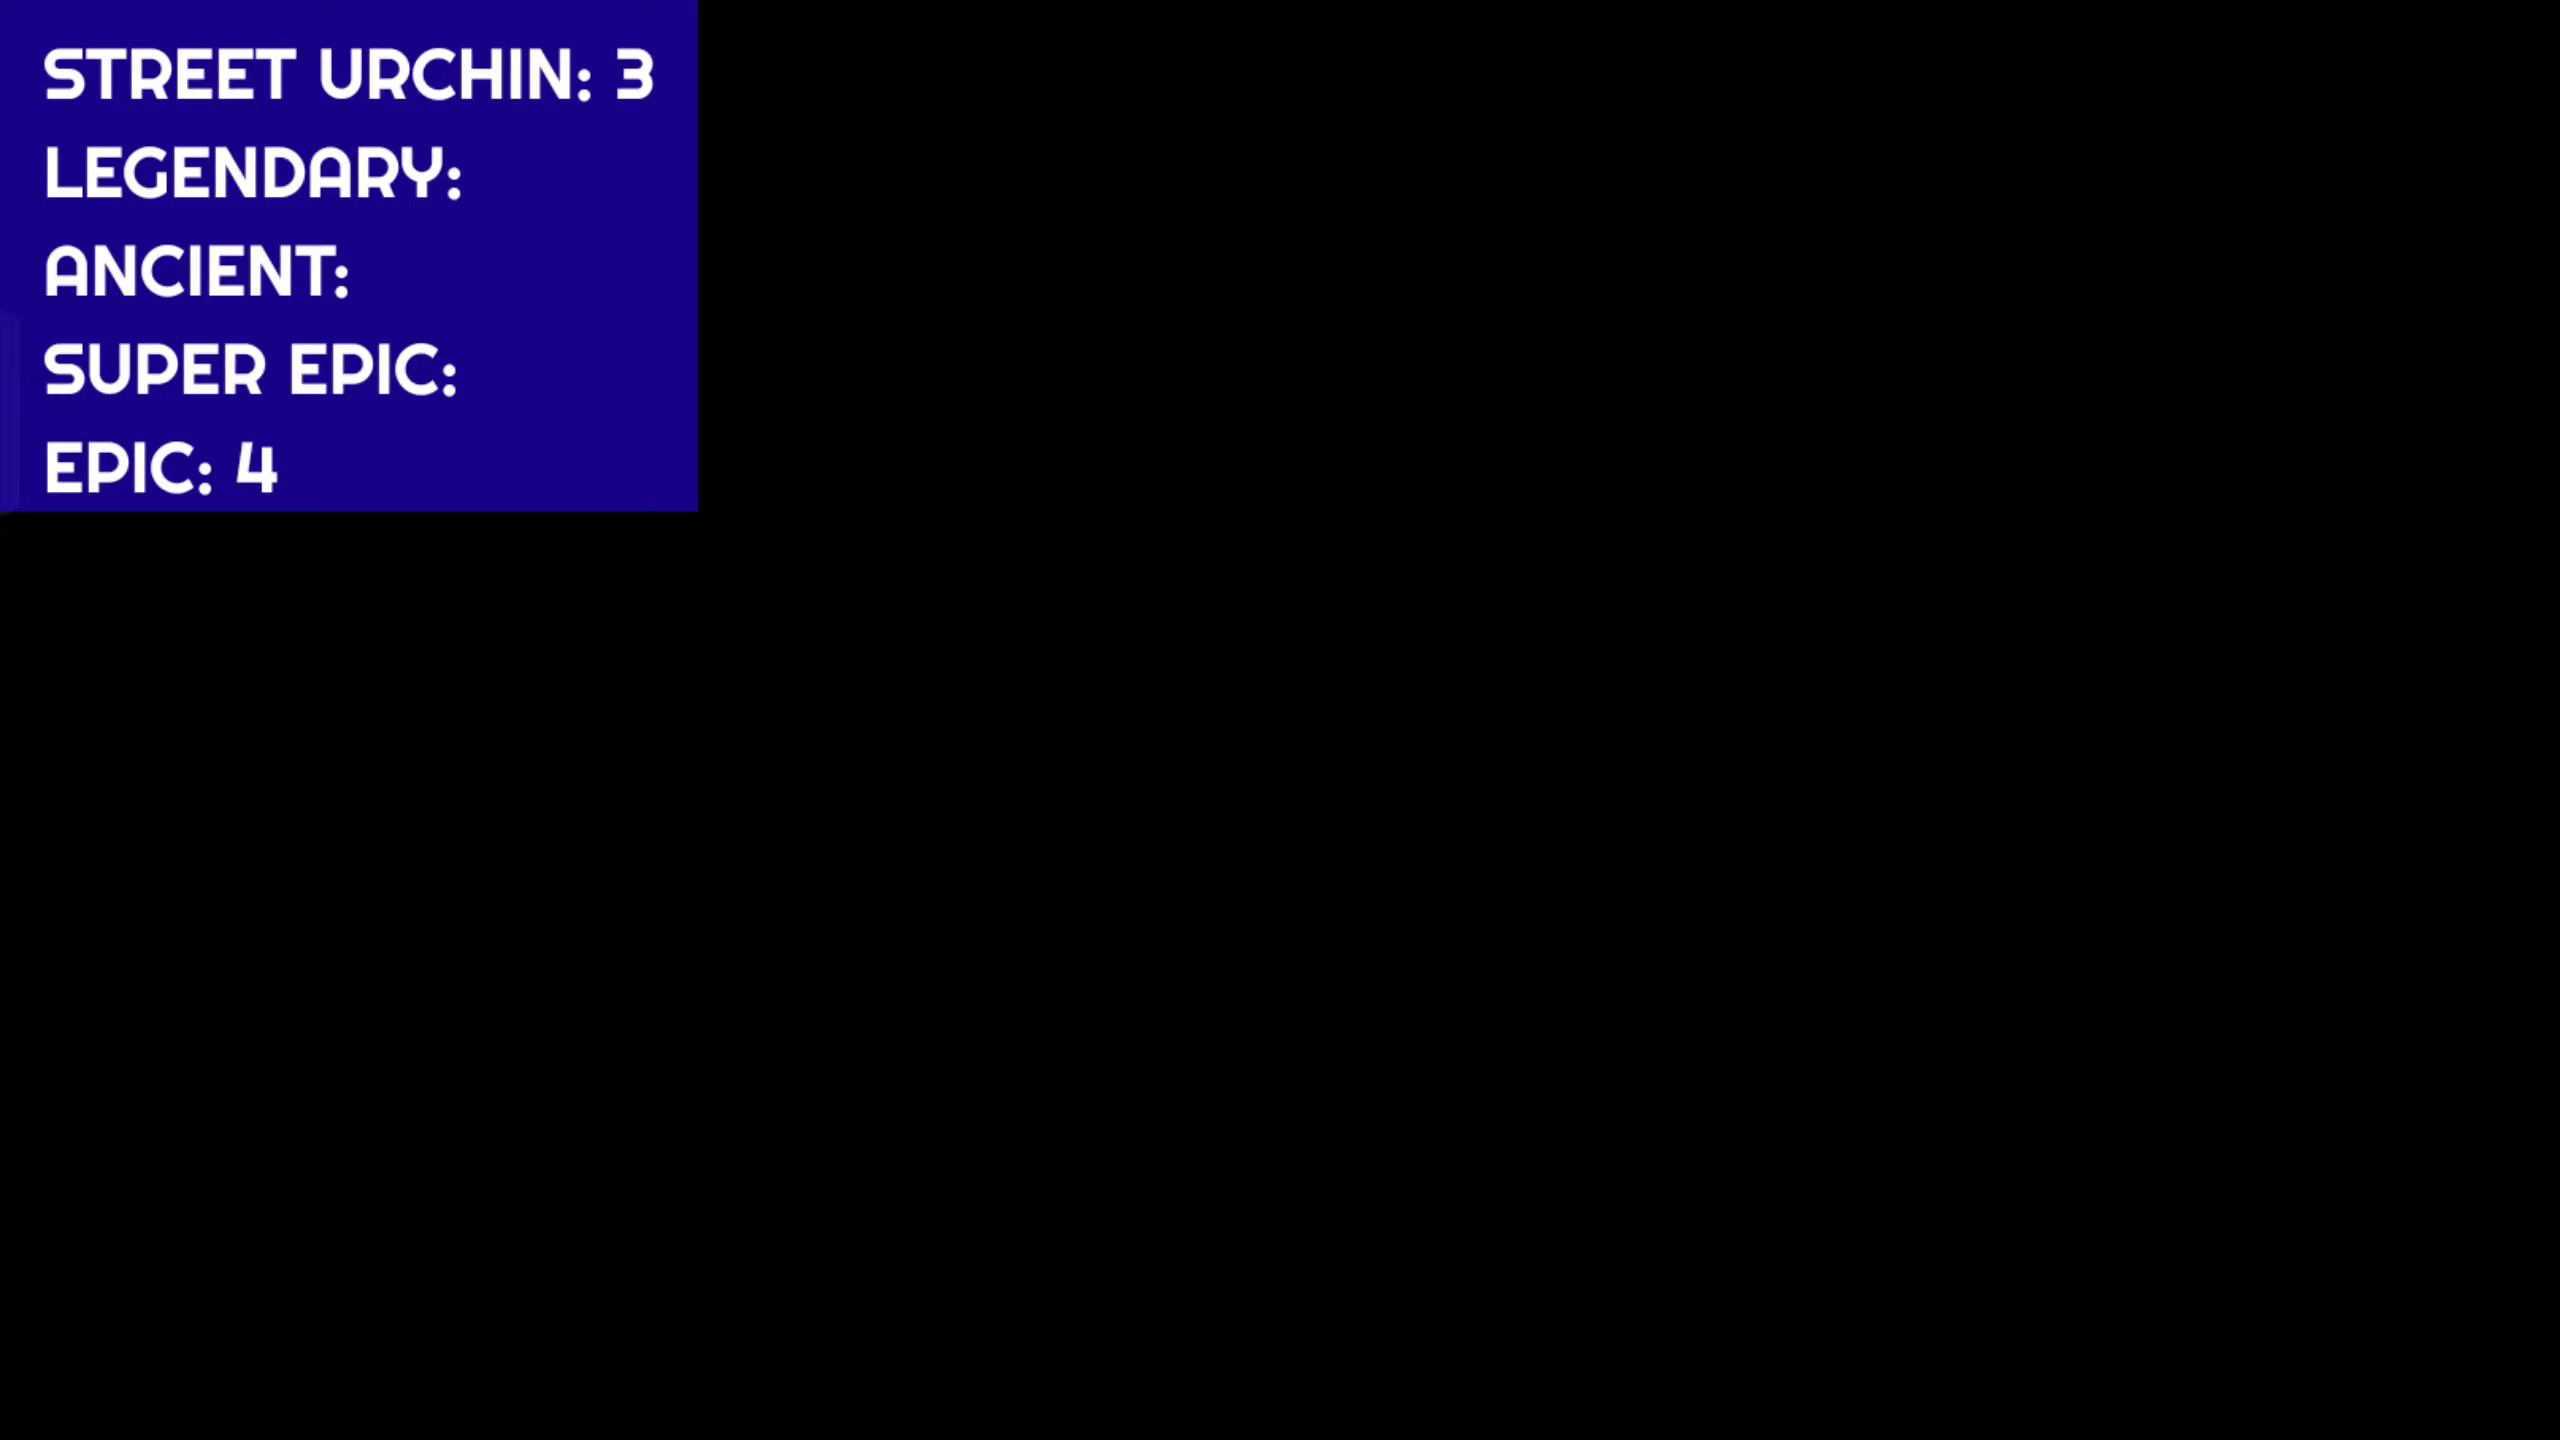 STREET URCHIN: 3
LEGENDARY:
ANCIENT:
SUPER EPIC:
EPIC: 4